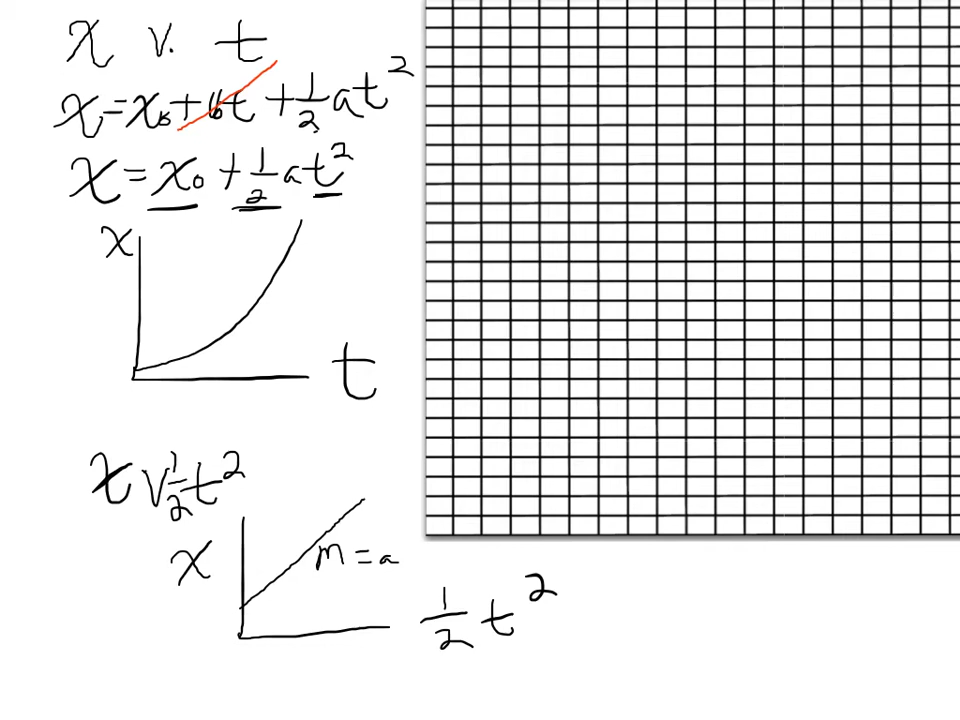 x v. t
x = x₀ + v₀t + ½at²
x = x₀ + ½at²
x
t
x v ½t²
x
m = a
½t²